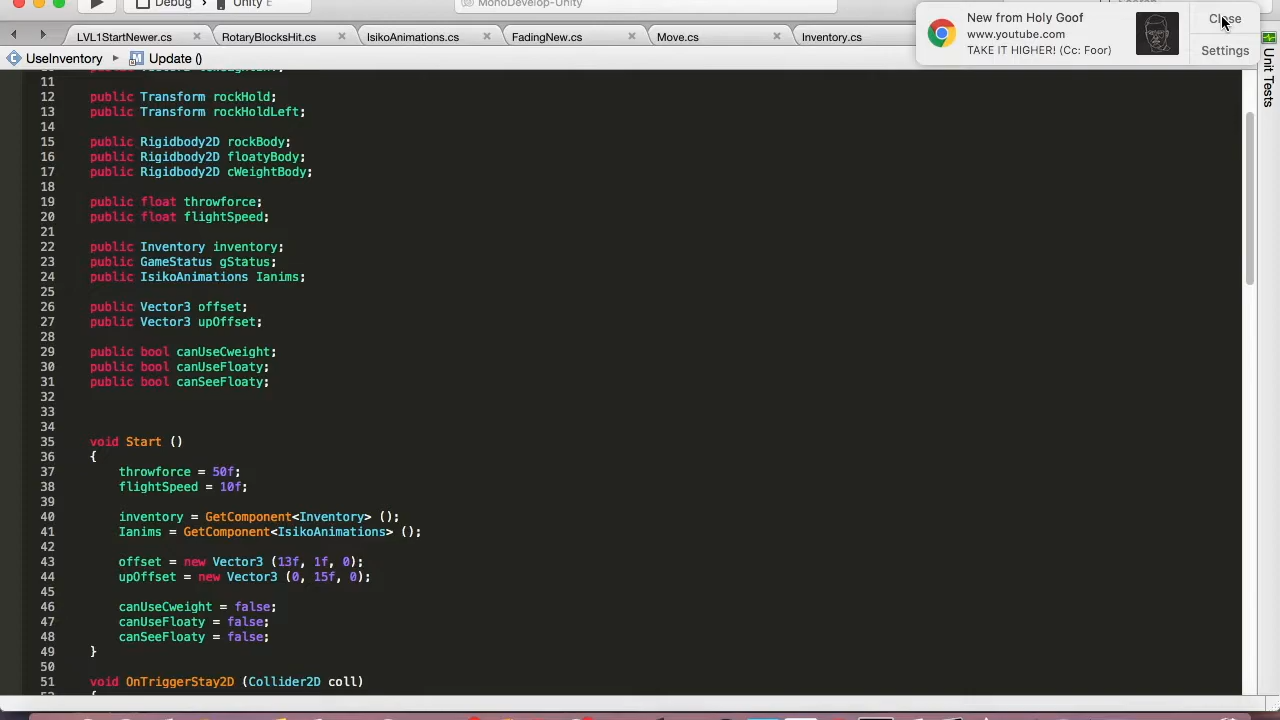 MonoDevelop-Unity
Debug
Unity E
LVL1StartNewer.cs
RotatyBlocksHit.cs
IsikoAnimations.cs
FadingNew.cs
Move.cs
Inventory.cs
New from Holy Goof
www.youtube.com
TAKE IT HIGHER! (Cc: Foor)
Close
Settings
UseInventory
Update ()
Unit Tests
11
12 public Transform rockHold;
13 public Transform rockHoldLeft;
14
15 public Rigidbody2D rockBody;
16 public Rigidbody2D floatyBody;
17 public Rigidbody2D cWeightBody;
18
19 public float throwforce;
20 public float flightSpeed;
21
22 public Inventory inventory;
23 public GameStatus gStatus;
24 public IsikoAnimations Ianims;
25
26 public Vector3 offset;
27 public Vector3 upOffset;
28
29 public bool canUseCweight;
30 public bool canUseFloaty;
31 public bool canSeeFloaty;
32
33
34
35 void Start ()
36 {
37 throwforce = 50f;
38 flightSpeed = 10f;
39
40 inventory = GetComponent<Inventory> ();
41 Ianims = GetComponent<IsikoAnimations> ();
42
43 offset = new Vector3 (13f, 1f, 0);
44 upOffset = new Vector3 (0, 15f, 0);
45
46 canUseCweight = false;
47 canUseFloaty = false;
48 canSeeFloaty = false;
49 }
50
51 void OnTriggerStay2D (Collider2D coll)